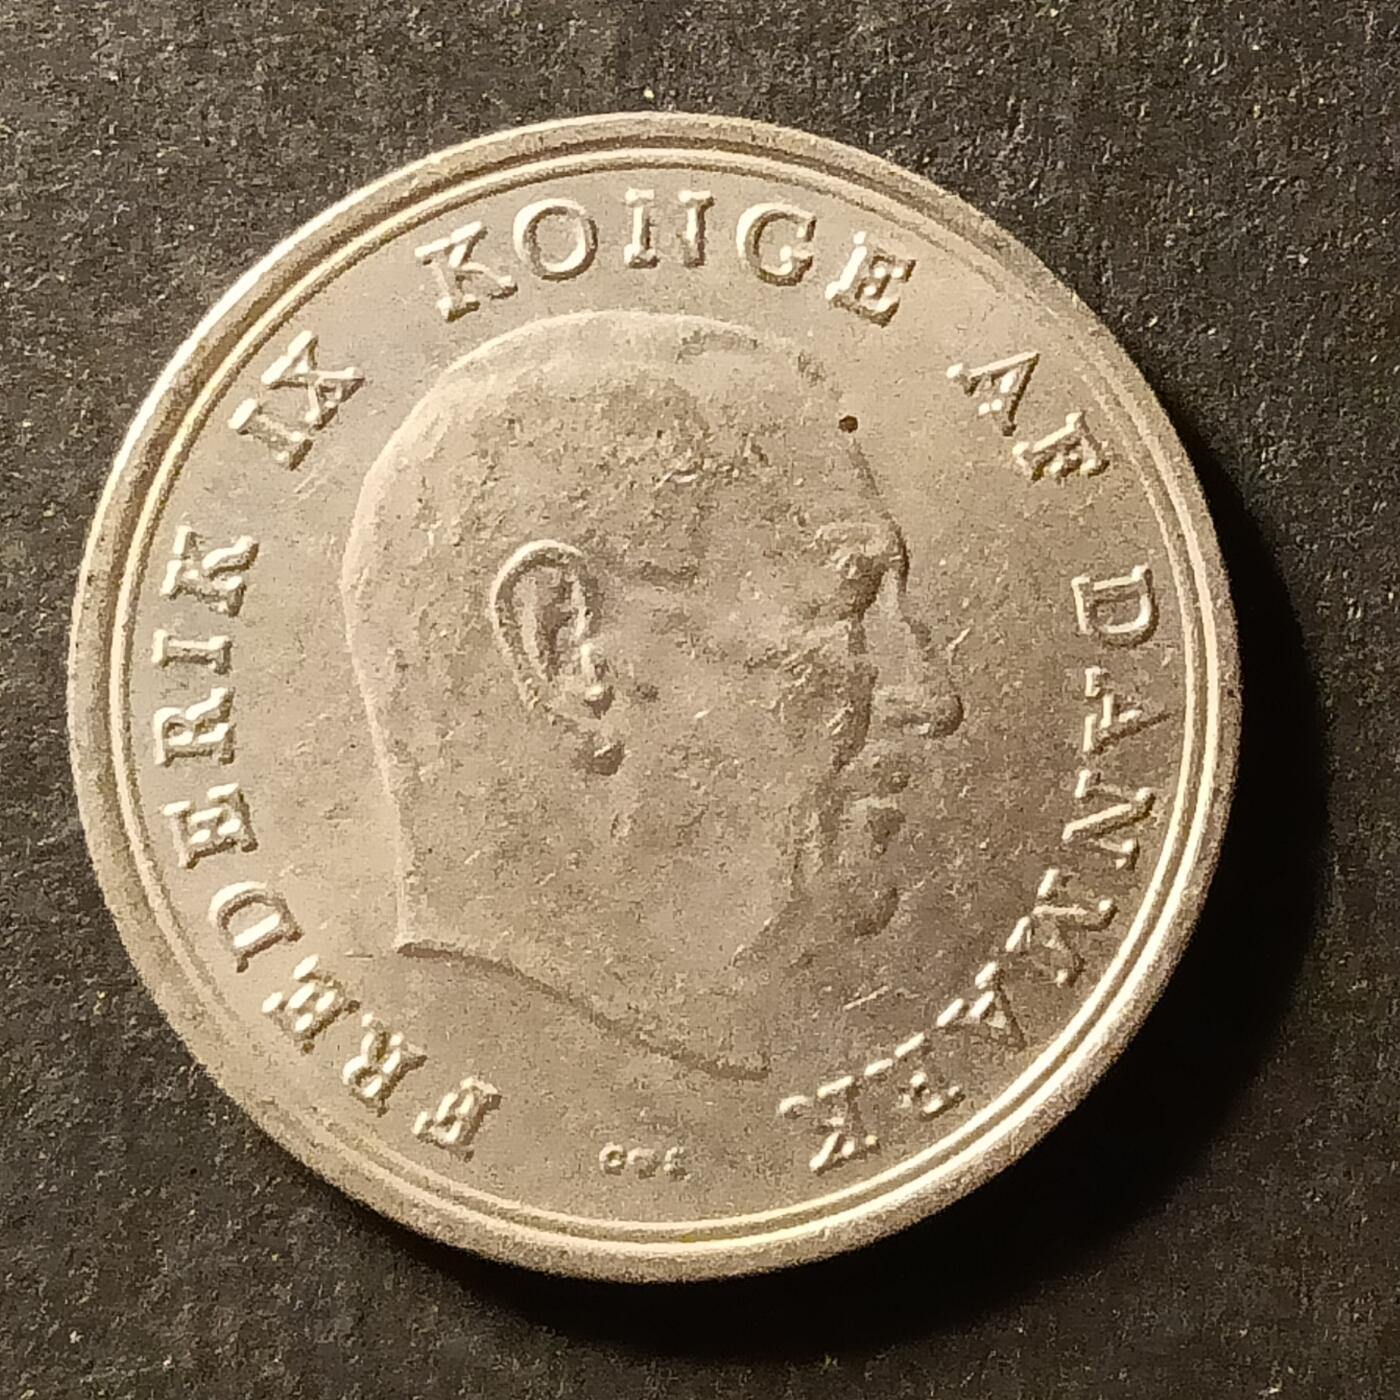 FREDERIK IX KONGE AF DANMARK